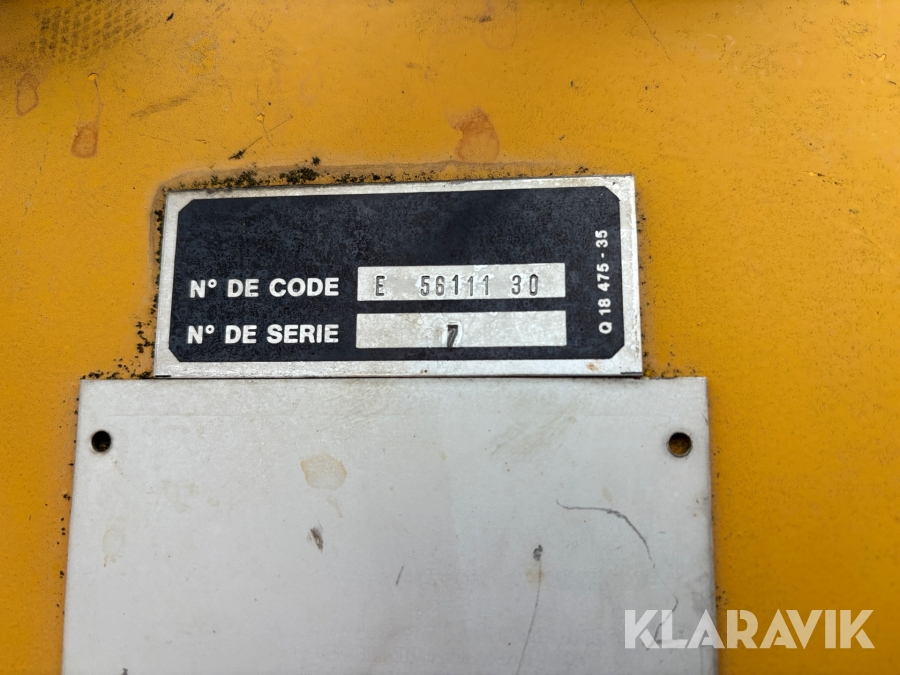 N° DE CODE E 56111 30
N° DE SERIE 7
Q 18 475 - 35
KLARAVIK